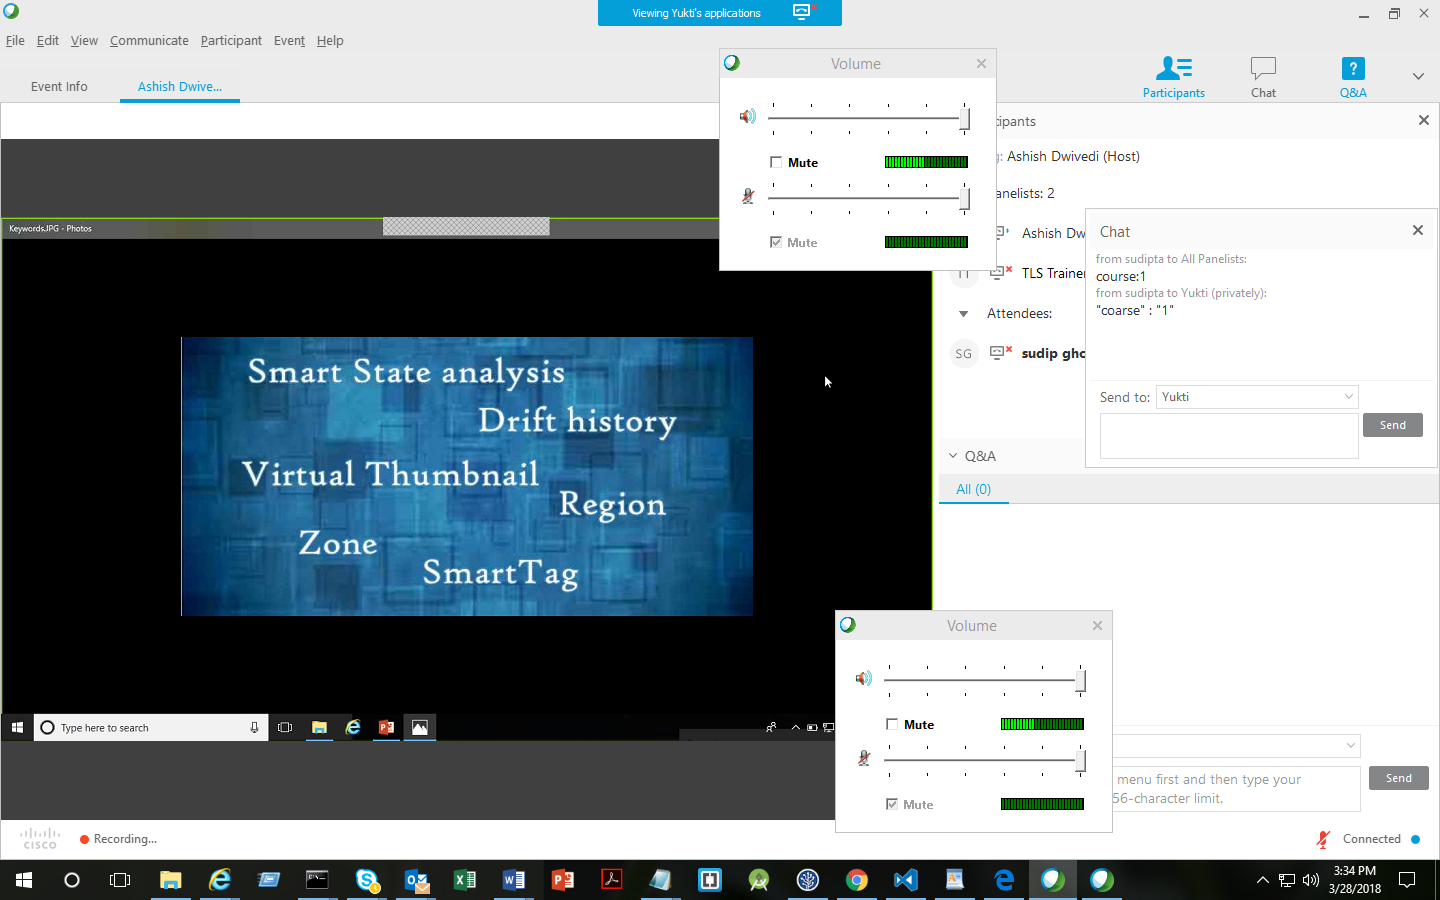 Viewing Yukti's applications
File Edit View Communicate Participant Event Help
Event Info
Ashish Dwive...
Volume
Mute
Mute
Participants
Chat
Q&A
ipants
Ashish Dwivedi (Host)
anelists: 2
Ashish Dw
TLS Trainer
Attendees:
SG
sudip gho
Chat
from sudipta to All Panelists:
course:1
from sudipta to Yukti (privately):
"coarse" : "1"
Send to: Yukti
Send
Q&A
All (0)
KeywordsJPG - Photos
Smart State analysis
Drift history
Virtual Thumbnail
Region
Zone
SmartTag
Type here to search
Volume
Mute
Mute
menu first and then type your
56-character limit.
Send
CISCO
Recording...
Connected
3:34 PM
3/28/2018